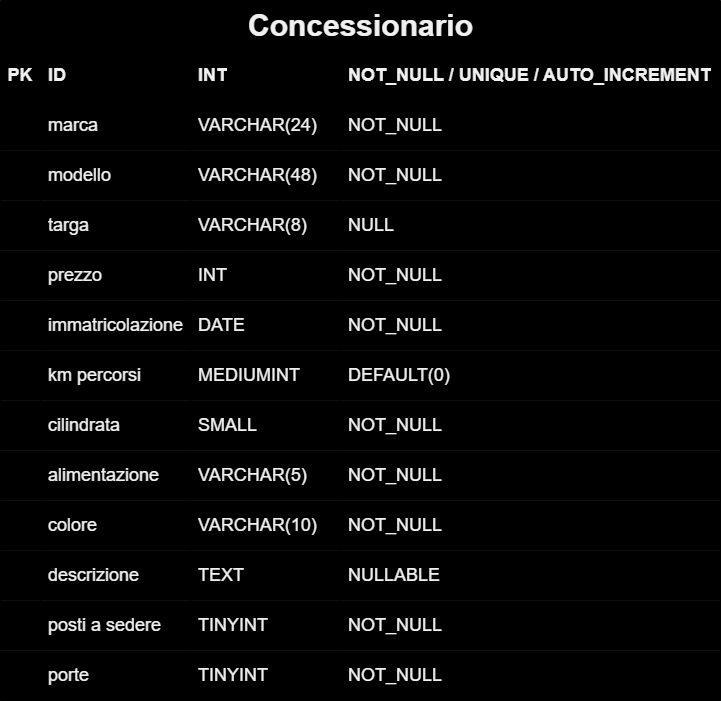 Concessionario
PK ID INT NOT_NULL / UNIQUE / AUTO_INCREMENT
marca VARCHAR(24) NOT_NULL
modello VARCHAR(48) NOT_NULL
targa VARCHAR(8) NULL
prezzo INT NOT_NULL
immatricolazione DATE NOT_NULL
km percorsi MEDIUMINT DEFAULT(0)
cilindrata SMALL NOT_NULL
alimentazione VARCHAR(5) NOT_NULL
colore VARCHAR(10) NOT_NULL
descrizione TEXT NULLABLE
posti a sedere TINYINT NOT_NULL
porte TINYINT NOT_NULL